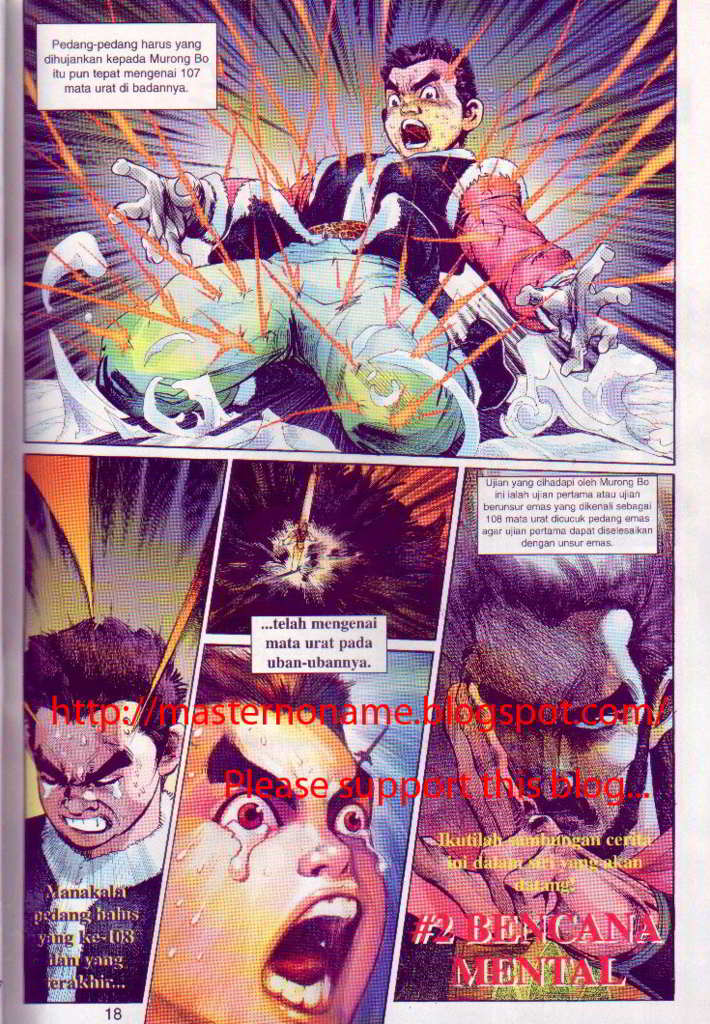 Pedang-pedang harus yang
dihujankan kepada Murong Bo
itu pun tepat mengenai 107
mata urat di badannya.
Ujian yang cihadapi oleh Murong Bo
ini ialah ujian pertama atau ujian
berunsur emas yang dikenali sebagai
108 mata urat dicucuk pedang emas
agar ujian pertama dapat diselesaikan
dengan unsur emas.
...telah mengenai
mata urat pada
uban-ubannya.
http://masternoname.blogspot.com/
Please support this blog...
Manakala
pedang halus
yang ke-108
dan yang
terakhir...
Ikutilah sambungan cerita
ini dalam siri yang akan
datang!
#2 BENCANA
MENTAL
18